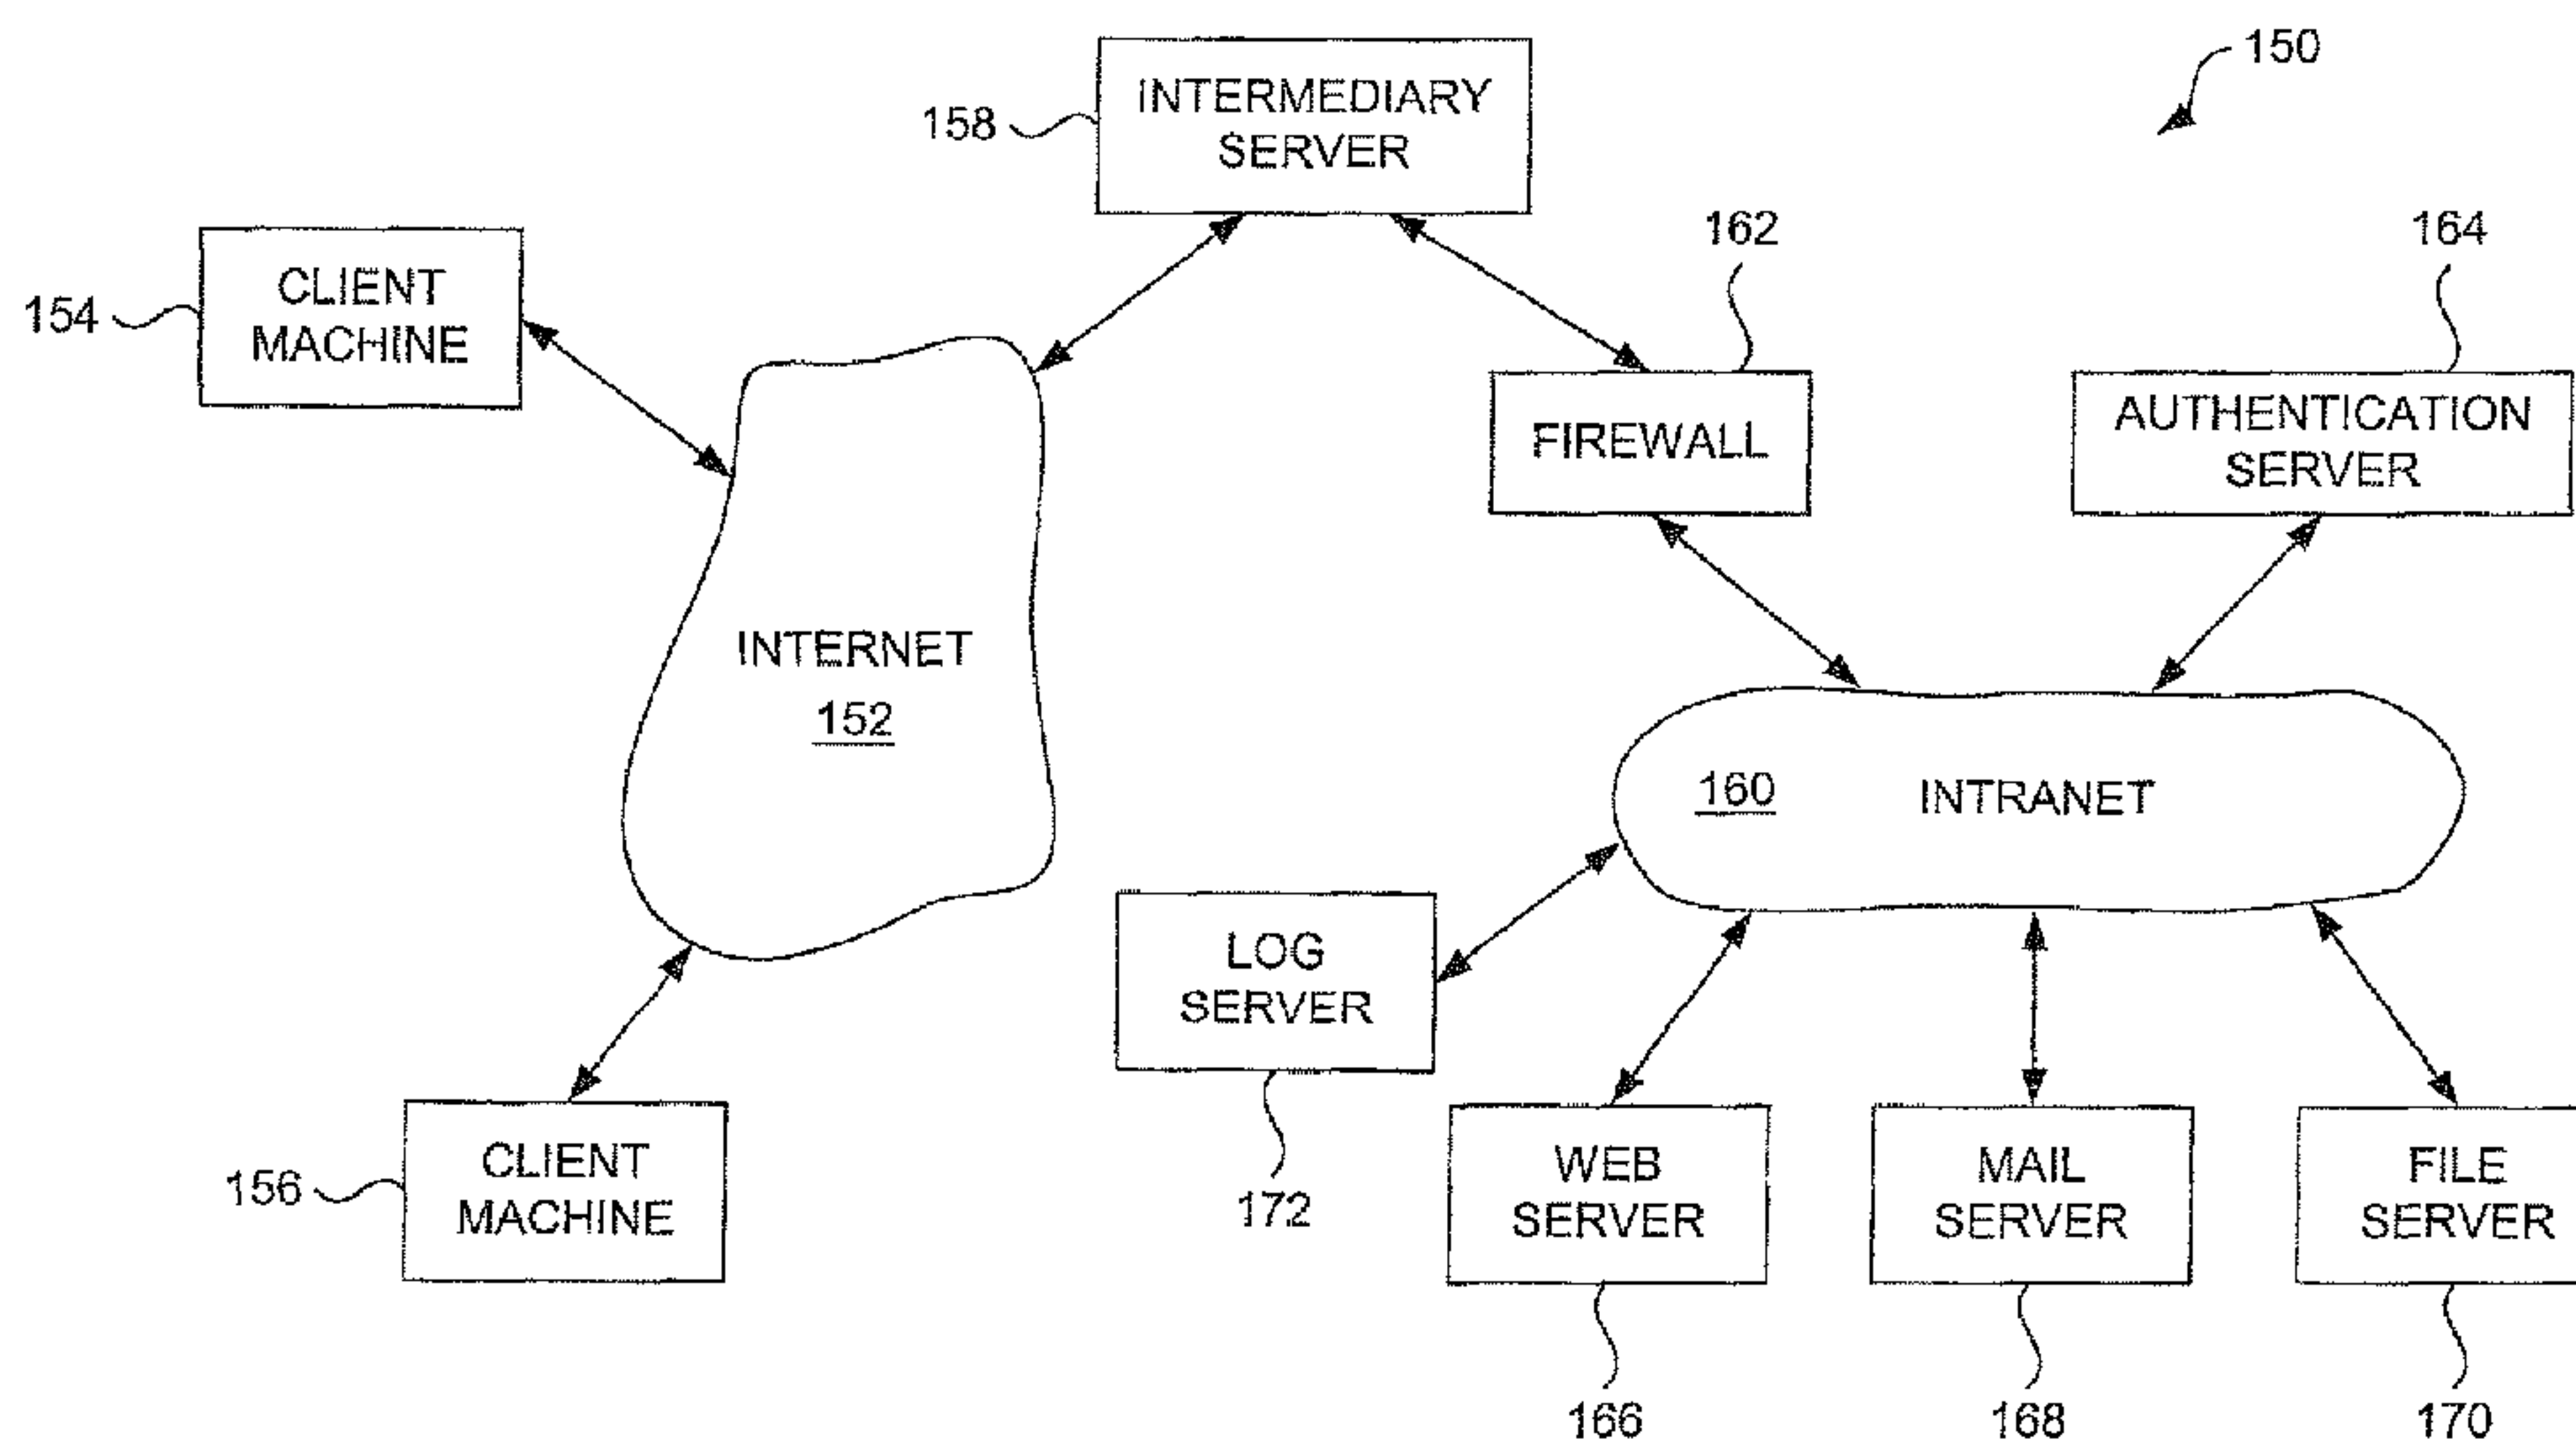 150
INTERMEDIARY
SERVER
158
162
164
CLIENT
MACHINE
154
FIREWALL
AUTHENTICATION
SERVER
INTERNET
152
160
INTRANET
LOG
SERVER
172
CLIENT
MACHINE
156
WEB
SERVER
MAIL
SERVER
FILE
SERVER
166
168
170